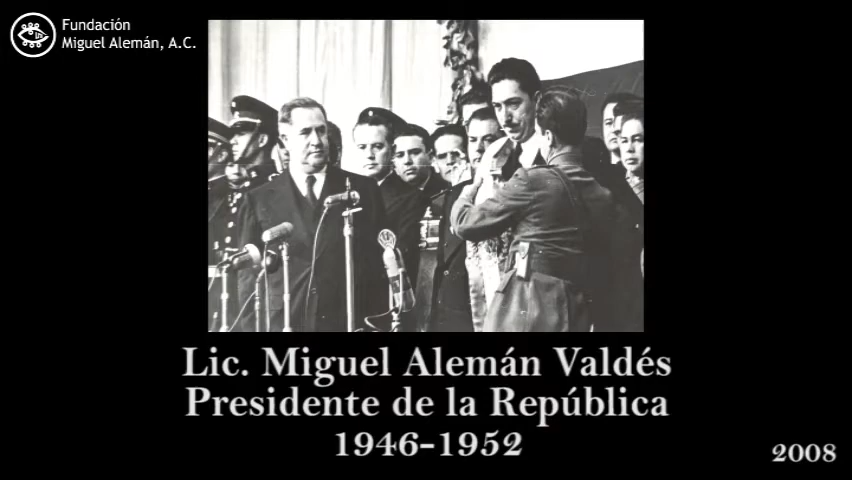 Fundación
Miguel Alemán, A.C.
Lic. Miguel Alemán Valdés
Presidente de la República
1946-1952
2008